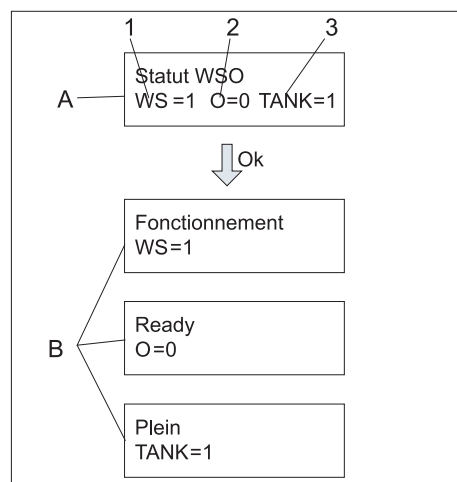 1 2 3
Statut WSO
A WS =1 O=0 TANK=1
Ok
Fonctionnement
WS=1
Ready
B O=0
Plein
TANK=1